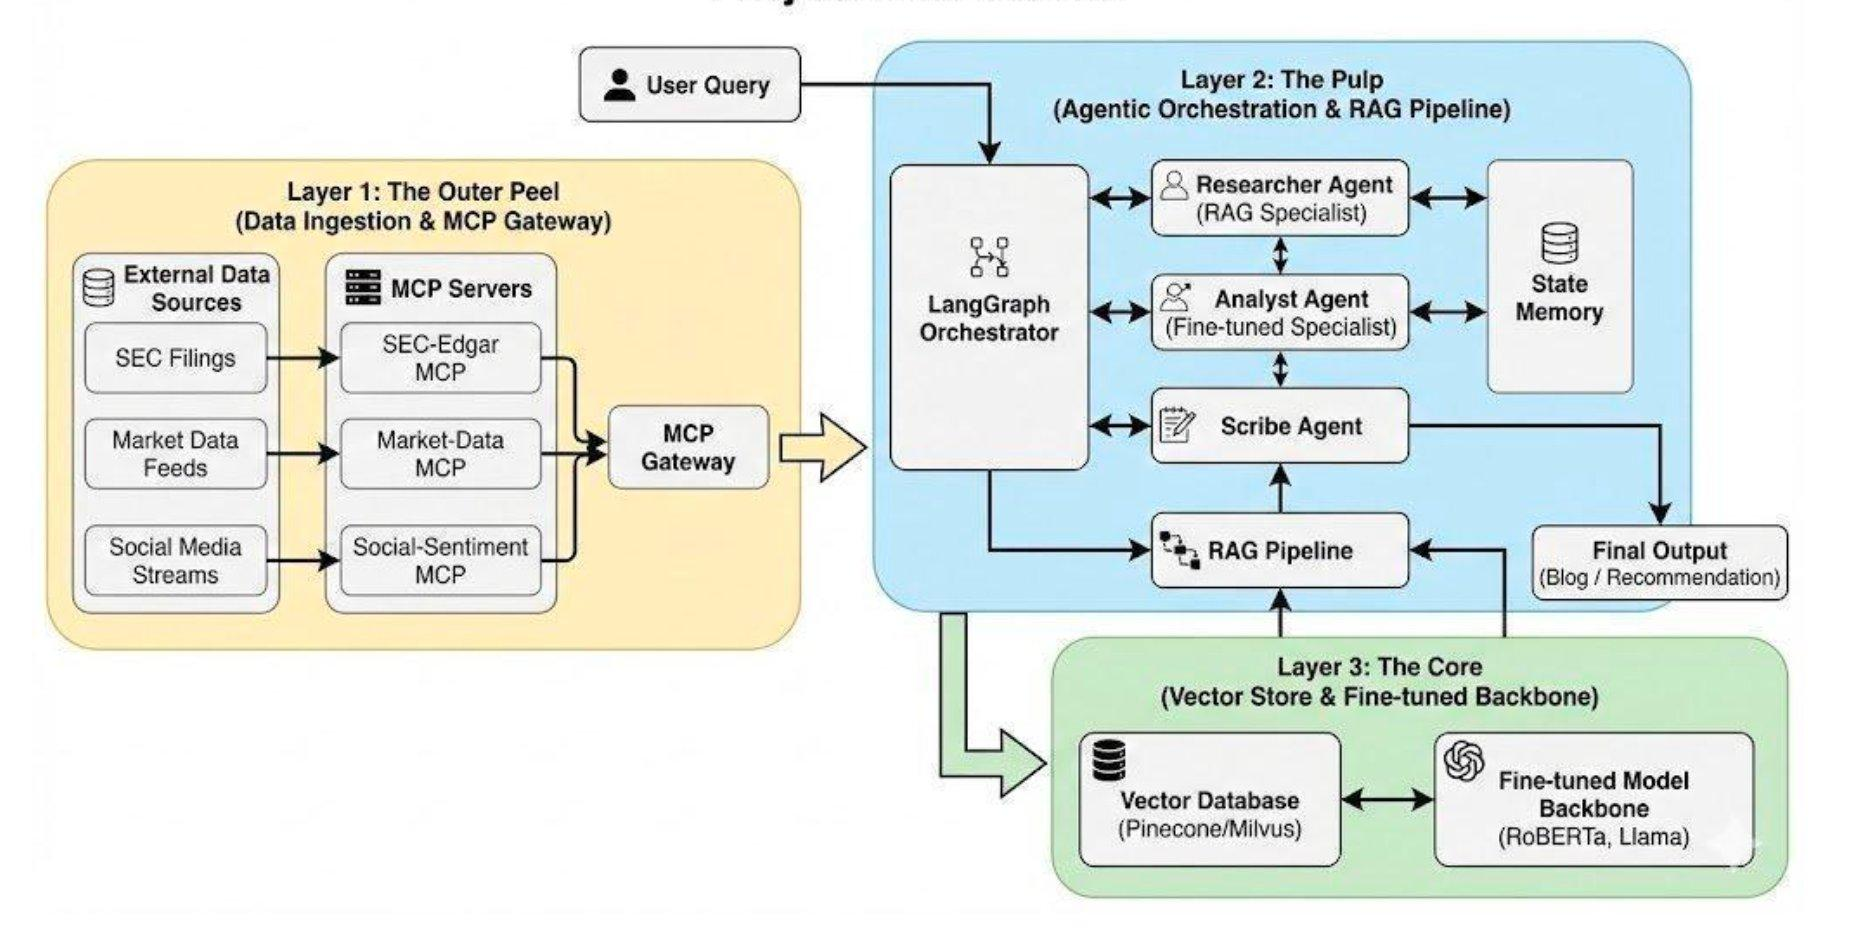 User Query
Layer 1: The Outer Peel
(Data Ingestion & MCP Gateway)
External Data
Sources
SEC Filings
Market Data
Feeds
Social Media
Streams
MCP Servers
SEC-Edgar
MCP
Market-Data
MCP
Social-Sentiment
MCP
MCP
Gateway
Layer 2: The Pulp
(Agentic Orchestration & RAG Pipeline)
LangGraph
Orchestrator
Researcher Agent
(RAG Specialist)
Analyst Agent
(Fine-tuned Specialist)
Scribe Agent
RAG Pipeline
State
Memory
Final Output
(Blog / Recommendation)
Layer 3: The Core
(Vector Store & Fine-tuned Backbone)
Vector Database
(Pinecone/Milvus)
Fine-tuned Model
Backbone
(RoBERTa, Llama)